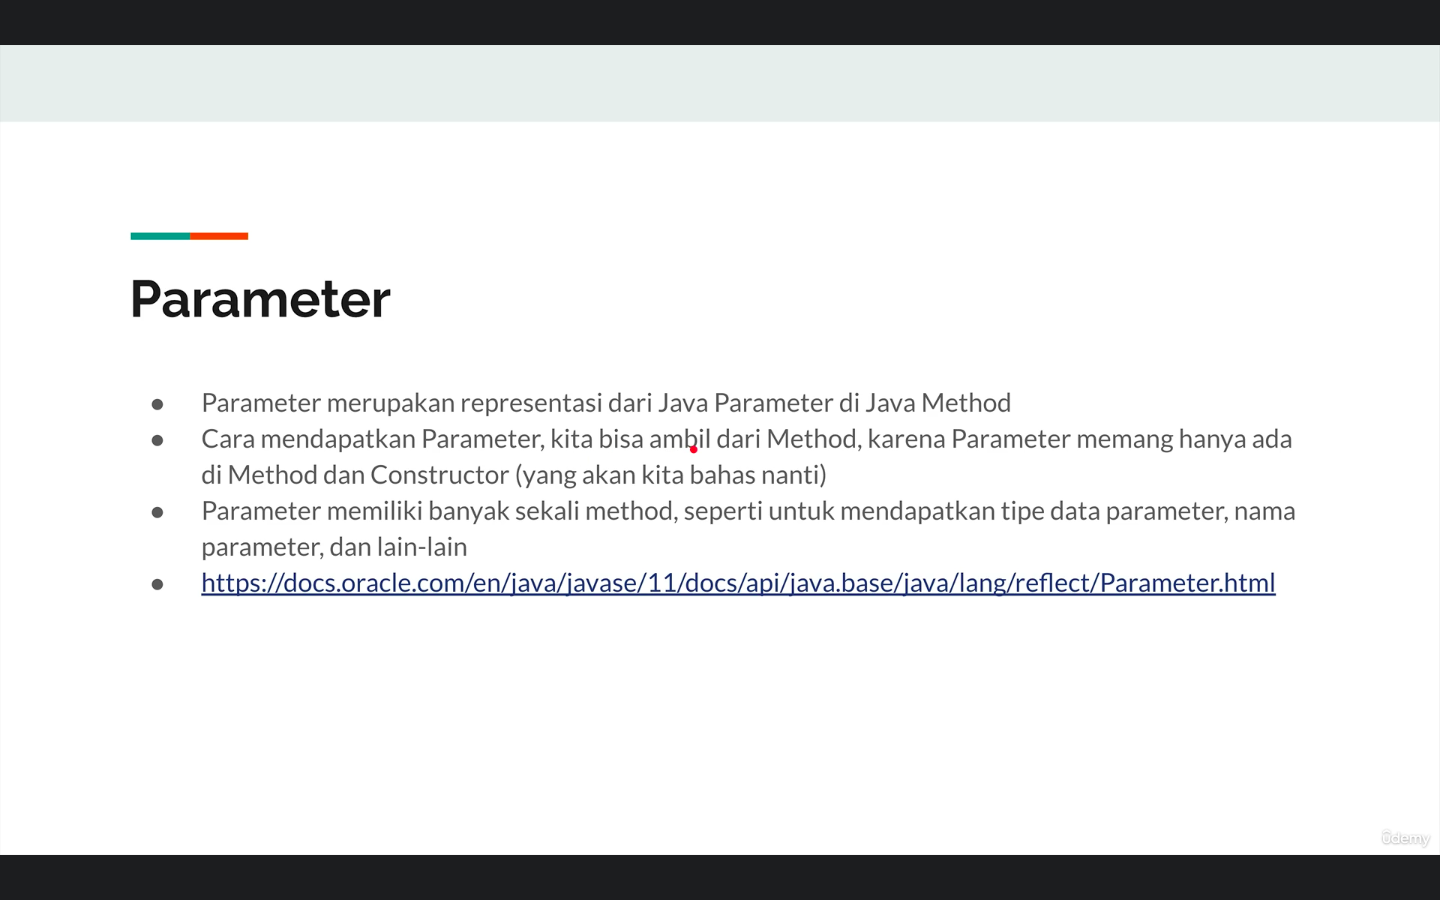 Parameter
● Parameter merupakan representasi dari Java Parameter di Java Method
● Cara mendapatkan Parameter, kita bisa ambil dari Method, karena Parameter memang hanya ada
di Method dan Constructor (yang akan kita bahas nanti)
● Parameter memiliki banyak sekali method, seperti untuk mendapatkan tipe data parameter, nama
parameter, dan lain-lain
● https://docs.oracle.com/en/java/javase/11/docs/api/java.base/java/lang/reflect/Parameter.html
ûdemy